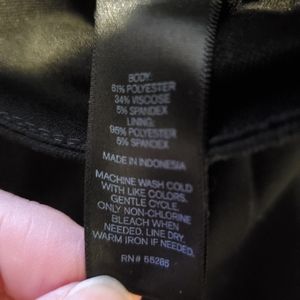 BODY:
61% POLYESTER
34% VISCOSE
5% SPANDEX
LINING:
95% POLYESTER
5% SPANDEX
MADE IN INDONESIA
MACHINE WASH COLD
WITH LIKE COLORS.
GENTLE CYCLE.
ONLY NON-CHLORINE
BLEACH WHEN
NEEDED. LINE DRY.
WARM IRON IF NEEDED.
RN# 55285